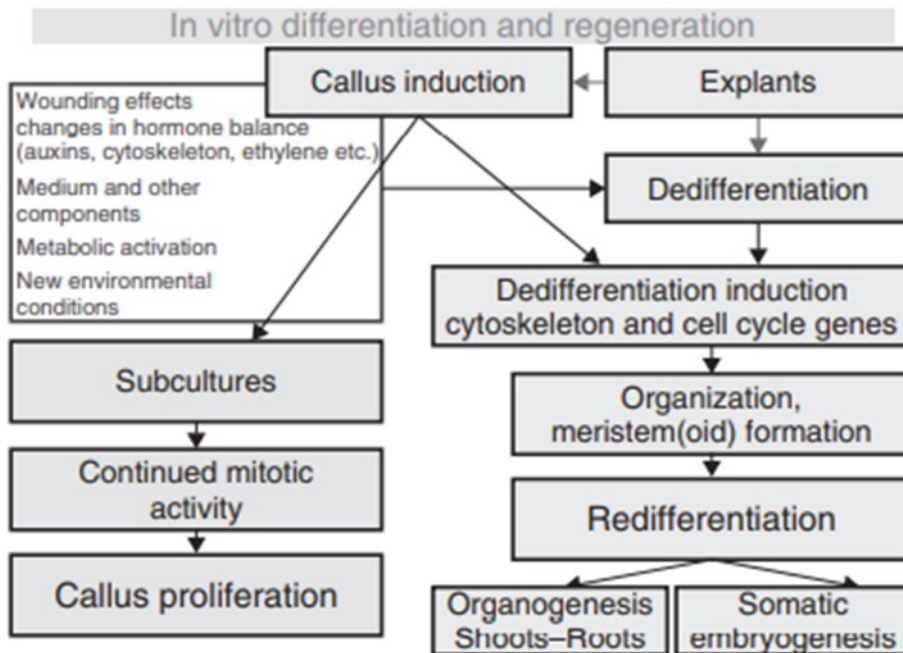 In vitro differentiation and regeneration
Callus induction
Explants
Wounding effects
changes in hormone balance
(auxins, cytoskeleton, ethylene etc.)
Medium and other
components
Metabolic activation
New environmental
conditions
Dedifferentiation
Dedifferentiation induction
cytoskeleton and cell cycle genes
Subcultures
Organization,
meristem(oid) formation
Continued mitotic
activity
Redifferentiation
Callus proliferation
Organogenesis
Shoots–Roots
Somatic
embryogenesis